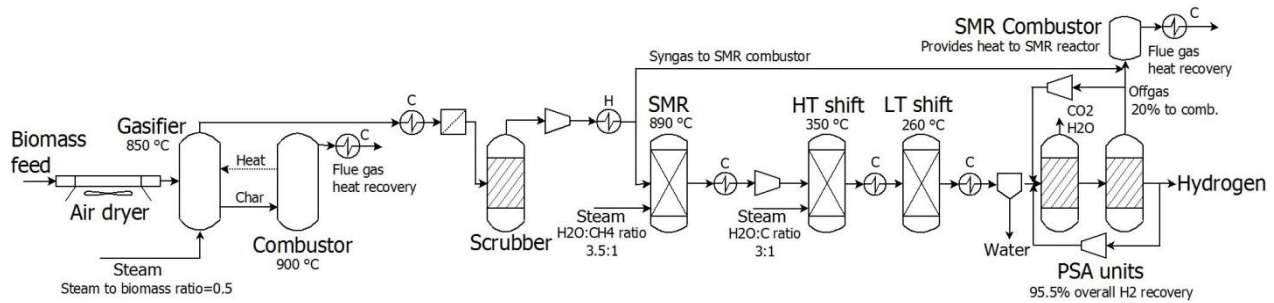 Biomass
feed
Air dryer
Gasifier
850 °C
Steam
Steam to biomass ratio=0.5
Heat
Char
Combustor
900 °C
C
Flue gas
heat recovery
C
Scrubber
H
Syngas to SMR combustor
SMR
890 °C
Steam
H2O:CH4 ratio
3.5:1
C
Steam
H2O:C ratio
3:1
HT shift
350 °C
C
LT shift
260 °C
C
Water
SMR Combustor
Provides heat to SMR reactor
C
Flue gas
heat recovery
Offgas
20% to comb.
CO2
H2O
Hydrogen
PSA units
95.5% overall H2 recovery